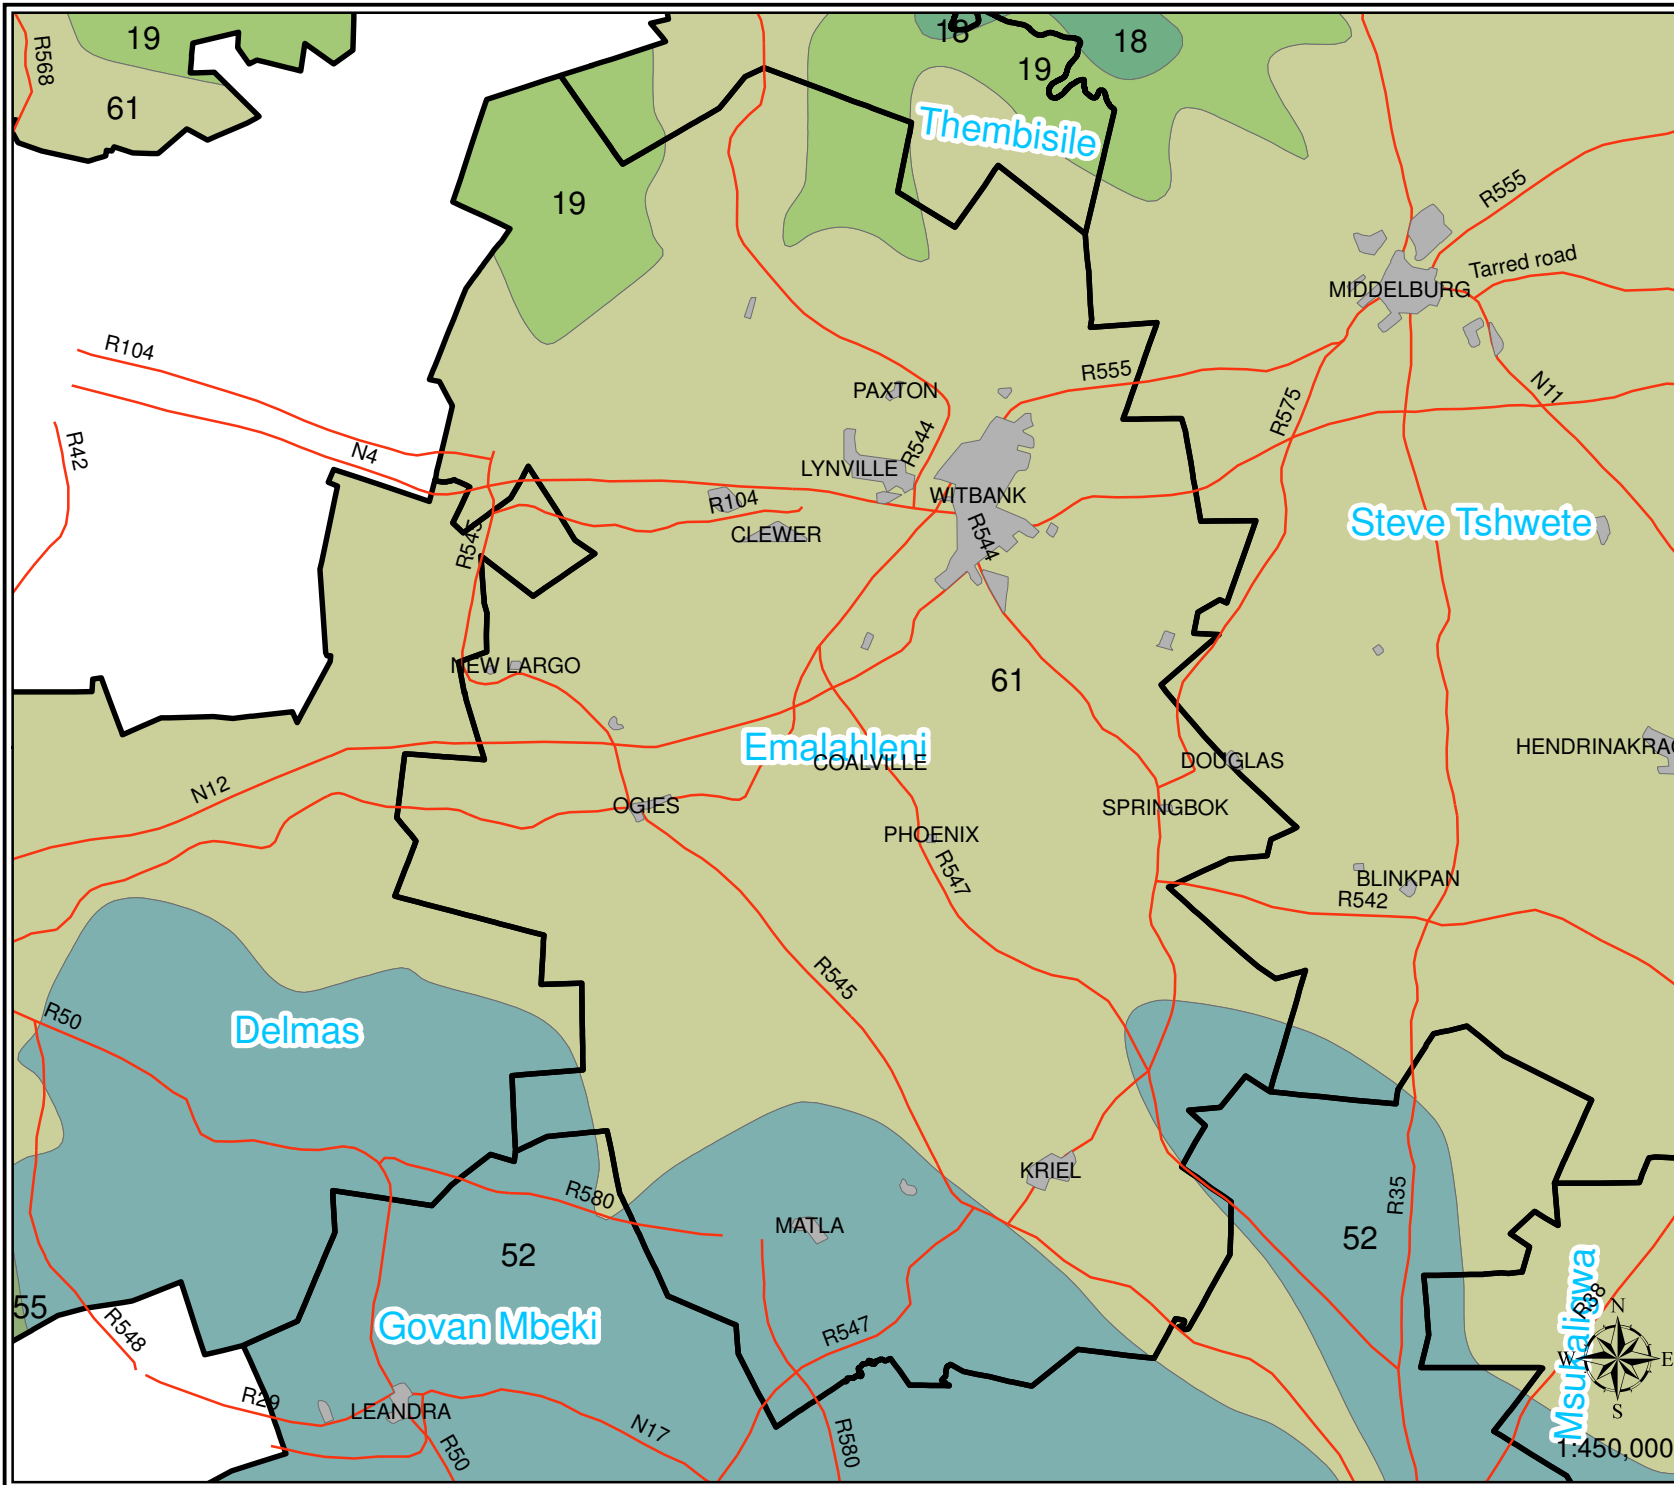 19
18
18
R568
19
61
Thembisile
R555
19
Tarred road
MIDDELBURG
R104
R555
N11
PAXTON
R575
R42
N4
R544
LYNVILLE
WITBANK
R104
CLEWER
R544
Steve Tshwete
R545
NEW LARGO
61
Emalahleni
COALVILLE
DOUGLAS
HENDRINAKRAG
N12
OGIES
SPRINGBOK
PHOENIX
R547
BLINKPAN
R542
R545
R50
Delmas
KRIEL
R580
R35
MATLA
52
52
55
R548
Govan Mbeki
R547
Msukaligwa
R38
N
W
E
S
R29
LEANDRA
R50
N17
R580
1:450,000